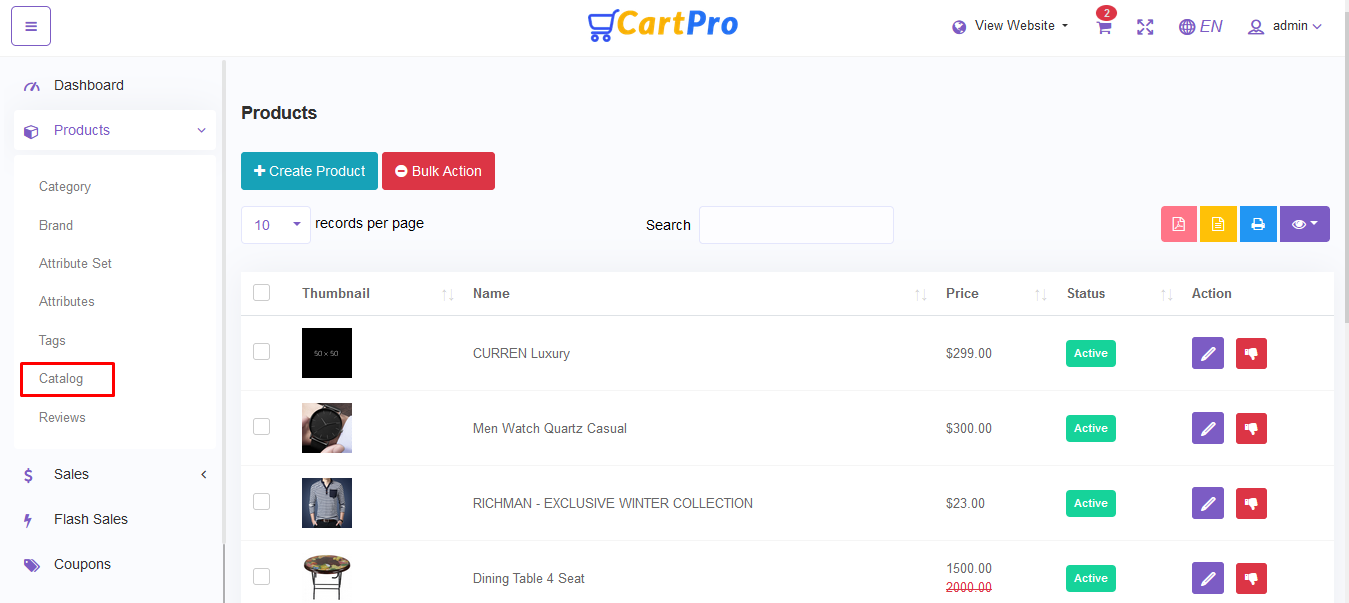 CartPro
View Website
2
EN
admin
Dashboard
Products
Category
Brand
Attribute Set
Attributes
Tags
Catalog
Reviews
Sales
Flash Sales
Coupons
Products
Create Product
Bulk Action
10 records per page
Search
Thumbnail Name Price Status Action
50 x 50 CURREN Luxury $299.00 Active
Men Watch Quartz Casual $300.00 Active
RICHMAN - EXCLUSIVE WINTER COLLECTION $23.00 Active
Dining Table 4 Seat 1500.00 Active
2000.00